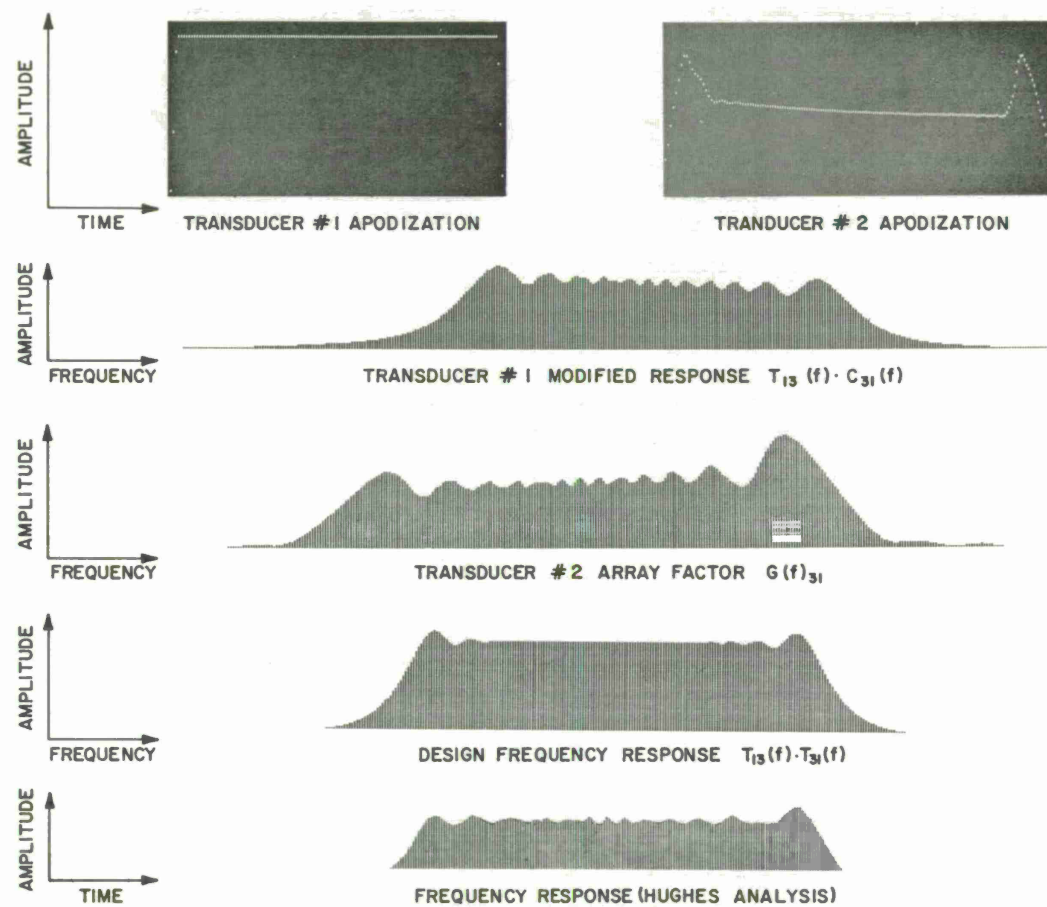 AMPLITUDE
TIME
TRANSDUCER #1 APODIZATION
TRANDUCER #2 APODIZATION
AMPLITUDE
FREQUENCY
TRANSDUCER #1 MODIFIED RESPONSE T13(f)·C31(f)
AMPLITUDE
TRANSDUCER #2 ARRAY FACTOR G(f)31
AMPLITUDE
FREQUENCY
DESIGN FREQUENCY RESPONSE T13(f)·T31(f)
AMPLITUDE
TIME
FREQUENCY RESPONSE (HUGHES ANALYSIS)